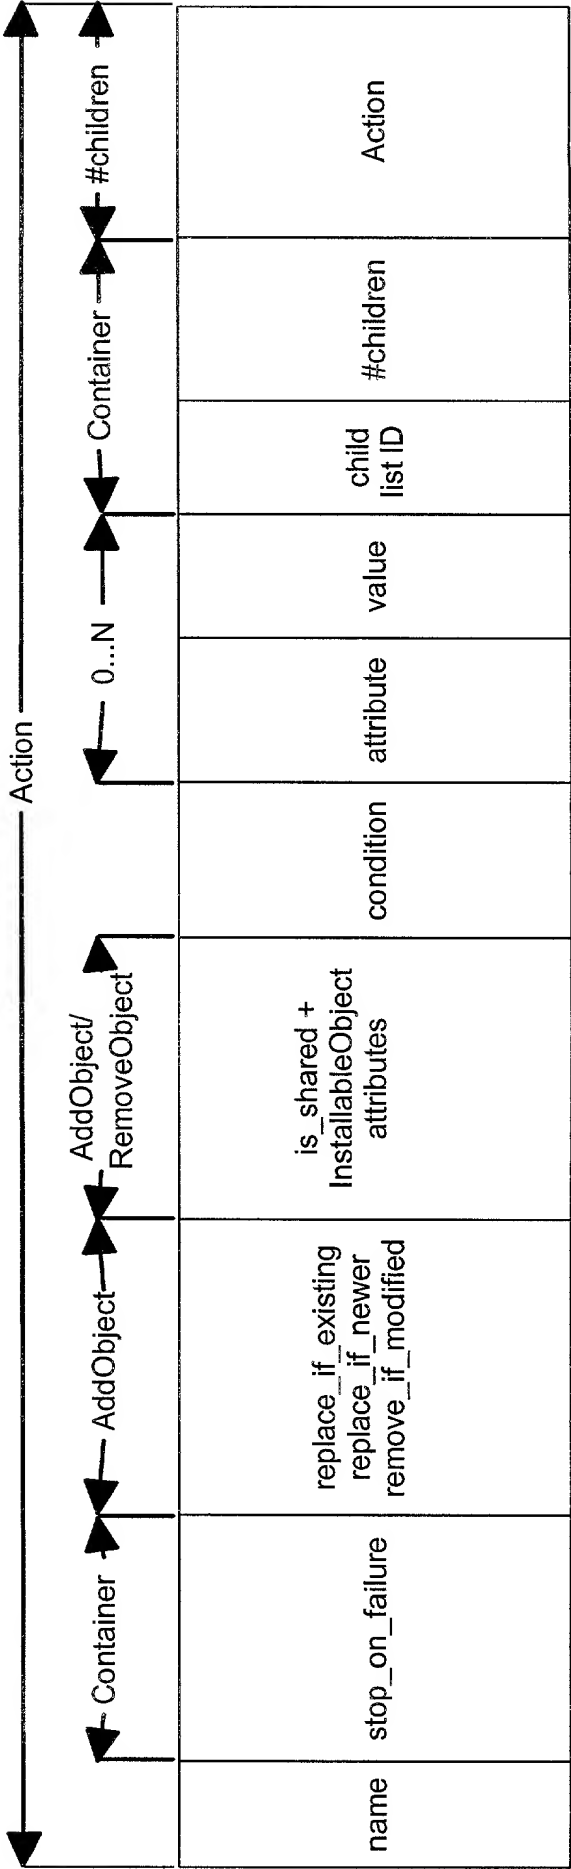 Action
Container
AddObject
AddObject/
RemoveObject
0...N
Container
#children
name
stop_on_failure
replace_if_existing
replace_if_newer
remove_if_modified
is_shared +
InstallableObject
attributes
condition
attribute
value
child
list ID
#children
Action